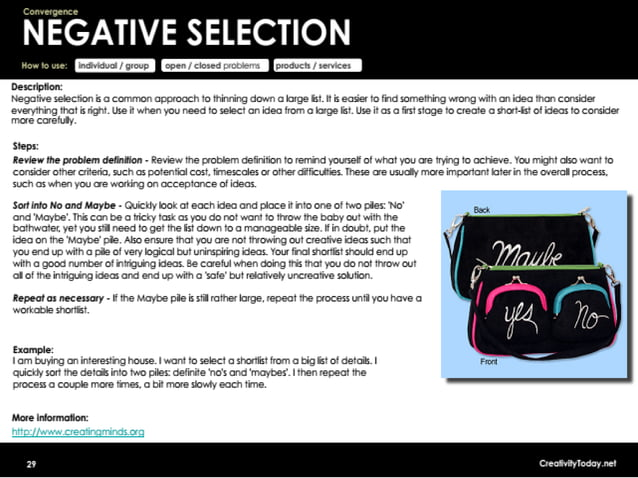 Convergence
NEGATIVE SELECTION
How to use: individual / group open / closed problems products / services
Description:
Negative selection is a common approach to thinning down a large list. It is easier to find something wrong with an idea than consider
everything that is right. Use it when you need to select an idea from a large list. Use it as a first stage to create a short-list of ideas to consider
more carefully.
Steps:
Review the problem definition - Review the problem definition to remind yourself of what you are trying to achieve. You might also want to
consider other criteria, such as potential cost, timescales or other difficulties. These are usually more important later in the overall process,
such as when you are working on acceptance of ideas.
Sort into No and Maybe - Quickly look at each idea and place it into one of two piles: 'No'
and 'Maybe'. This can be a tricky task as you do not want to throw the baby out with the
bathwater, yet you still need to get the list down to a manageable size. If in doubt, put the
idea on the 'Maybe' pile. Also ensure that you are not throwing out creative ideas such that
you end up with a pile of very logical but uninspiring ideas. Your final shortlist should end up
with a good number of intriguing ideas. Be careful when doing this that you do not throw out
all of the intriguing ideas and end up with a 'safe' but relatively uncreative solution.
Repeat as necessary - If the Maybe pile is still rather large, repeat the process until you have a
workable shortlist.
Back
Maybe
yes
no
Front
Example:
I am buying an interesting house. I want to select a shortlist from a big list of details. I
quickly sort the details into two piles: definite 'no's and 'maybes'. I then repeat the
process a couple more times, a bit more slowly each time.
More information:
http://www.creatingminds.org
29
CreativityToday.net